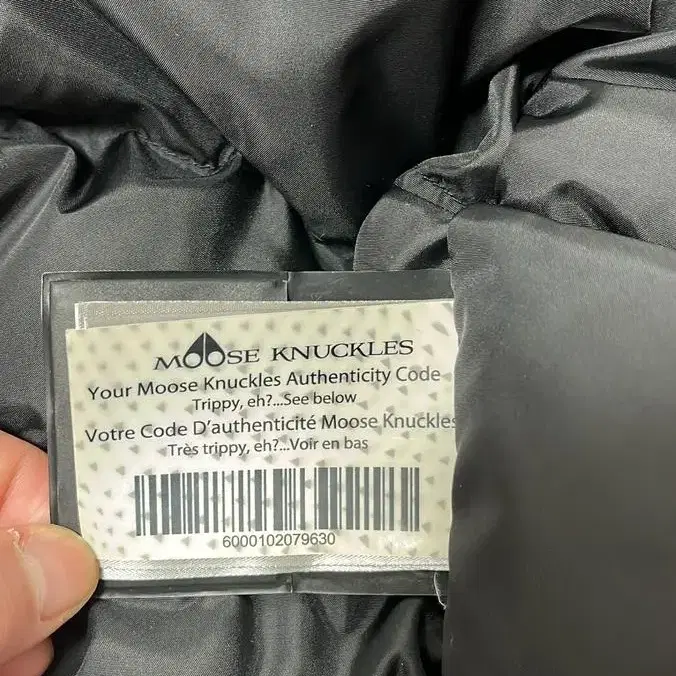 MOOSE KNUCKLES
Your Moose Knuckles Authenticity Code
Trippy, eh?...See below
Votre Code D'authenticité Moose Knuckles
Très trippy, eh?...Voir en bas
6000102079630